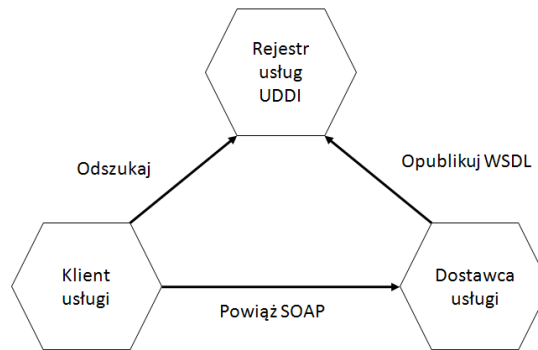 Rejestr
usług
UDDI
Odszukaj
Opublikuj WSDL
Klient
usługi
Dostawca
usługi
Powiąż SOAP